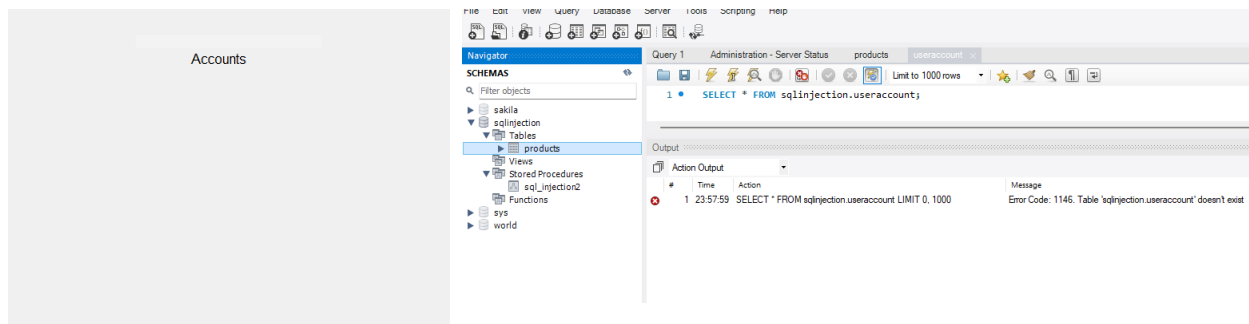 Accounts
File Edit View Query Database Server Tools Scripting Help
Navigator
SCHEMAS
Filter objects
sakila
sqlinjection
Tables
products
Views
Stored Procedures
sql_injection2
Functions
sys
world
Query 1 Administration - Server Status products useraccount
Limit to 1000 rows
1 SELECT * FROM sqlinjection.useraccount;
Output
Action Output
# Time Action Message
1 23:57:59 SELECT * FROM sqlinjection.useraccount LIMIT 0, 1000 Error Code: 1146. Table 'sqlinjection.useraccount' doesn't exist